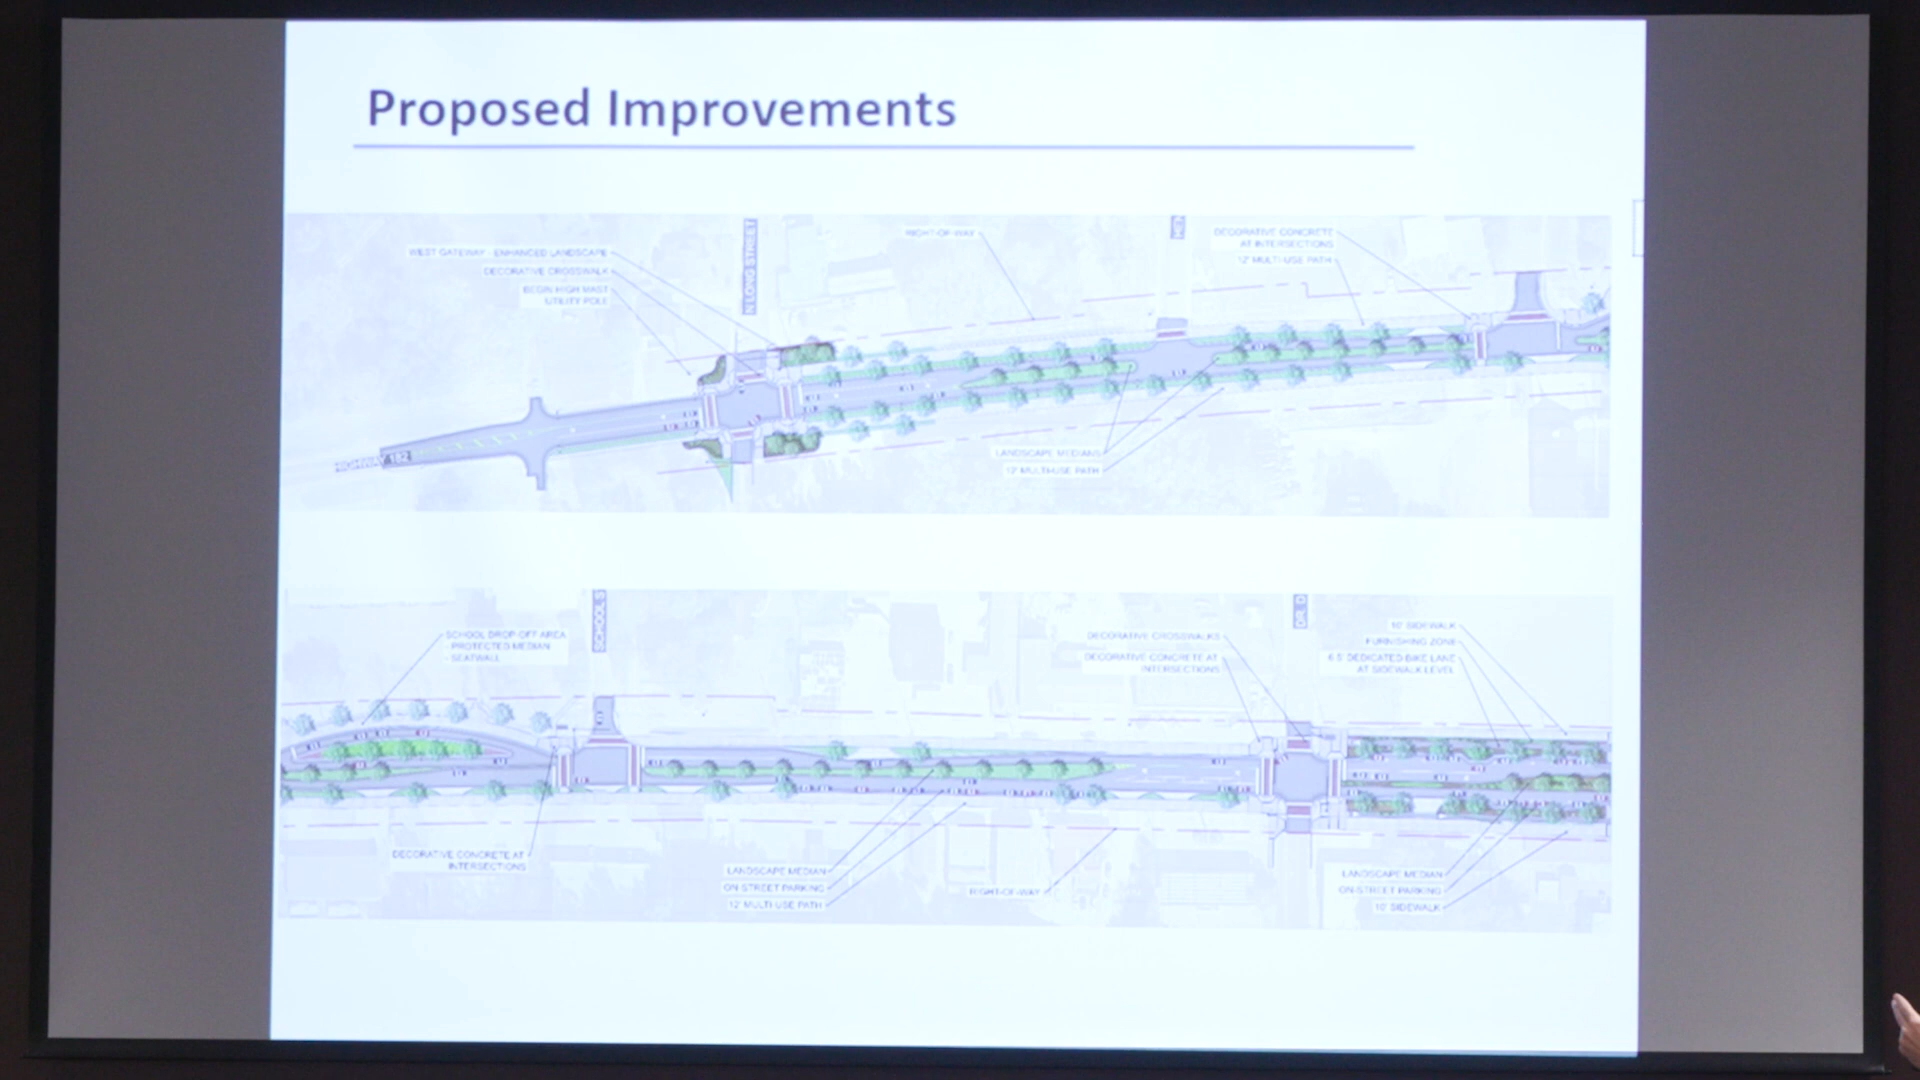 Proposed Improvements
WEST GATEWAY - ENHANCED LANDSCAPE
DECORATIVE CROSSWALK
BEGIN HIGH MAST
UTILITY POLE
N LONG STREET
RIGHT-OF-WAY
HEN
DECORATIVE CONCRETE
AT INTERSECTIONS
12' MULTI-USE PATH
HIGHWAY 182
LANDSCAPE MEDIANS
12' MULTI-USE PATH
SCHOOL DROP-OFF AREA
- PROTECTED MEDIAN
- SEATWALL
SCHOOL S
DECORATIVE CROSSWALKS
DECORATIVE CONCRETE AT
INTERSECTIONS
DR. D
10' SIDEWALK
FURNISHING ZONE
6.5' DEDICATED BIKE LANE
AT SIDEWALK LEVEL
DECORATIVE CONCRETE AT
INTERSECTIONS
LANDSCAPE MEDIAN
ON-STREET PARKING
12' MULTI-USE PATH
RIGHT-OF-WAY
LANDSCAPE MEDIAN
ON-STREET PARKING
10' SIDEWALK